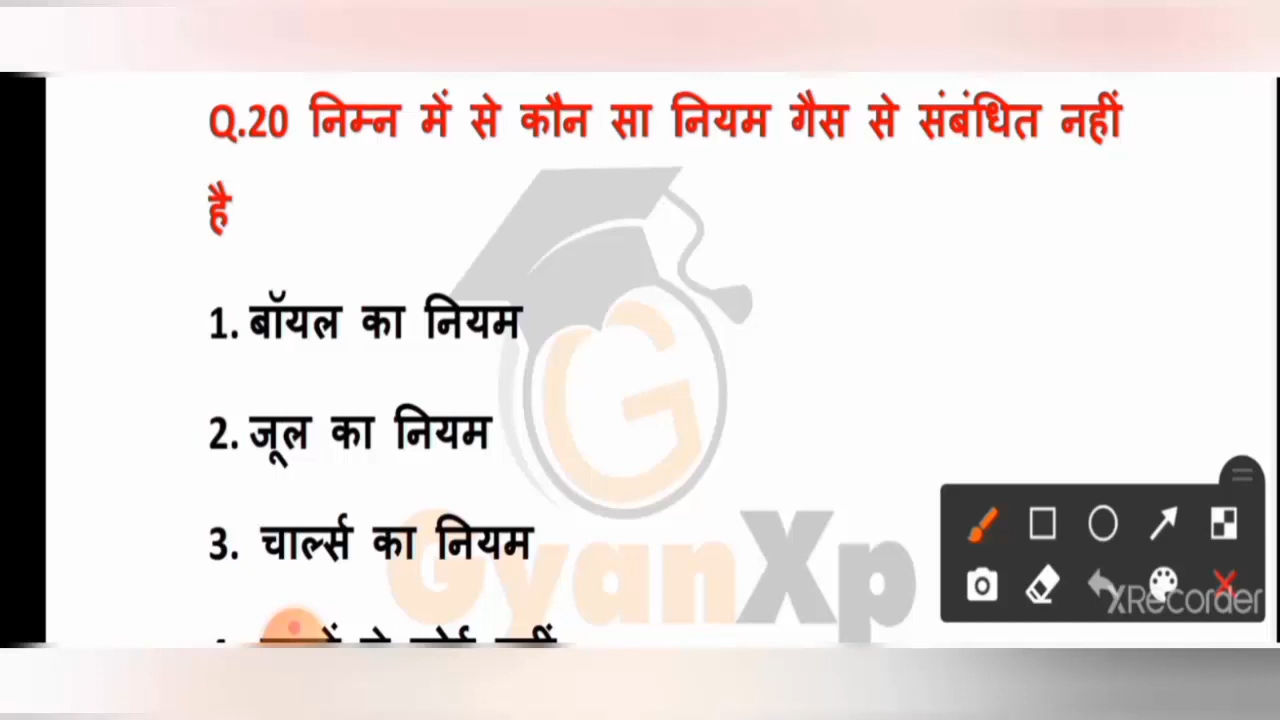 Q.20 निम्न में से कौन सा नियम गैस से संबंधित नहीं
है
1. बॉयल का नियम
2. जूल का नियम
3. चार्ल्स का नियम
GyanXp
XRecorder